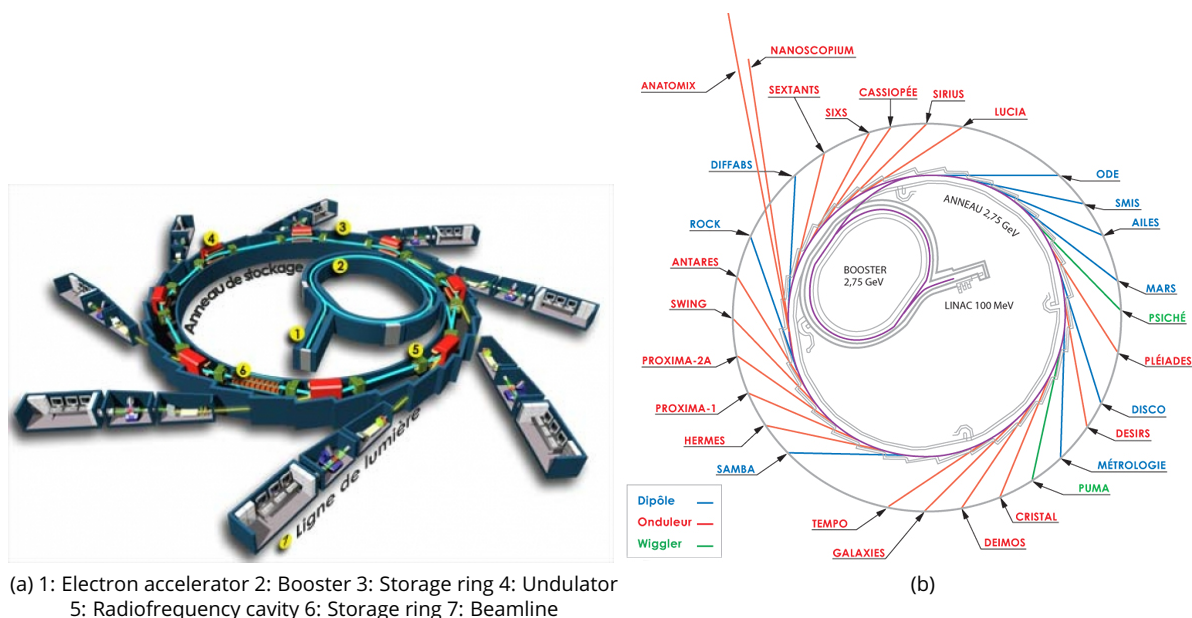 4
3
2
1
5
6
7
Anneau de stockage
Ligne de lumière
(a) 1: Electron accelerator 2: Booster 3: Storage ring 4: Undulator
5: Radiofrequency cavity 6: Storage ring 7: Beamline
ANATOMIX
NANOSCOPIUM
SEXTANTS
CASSIOPÉE
SIRIUS
SIXS
LUCIA
DIFFABS
ODE
ROCK
SMIS
AILES
ANTARES
MARS
SWING
PSICHÉ
PROXIMA-2A
PLÉIADES
PROXIMA-1
DISCO
HERMES
DESIRS
SAMBA
MÉTROLOGIE
PUMA
CRISTAL
TEMPO
DEIMOS
GALAXIES
ANNEAU 2,75 GeV
BOOSTER
2,75 GeV
LINAC 100 MeV
Dipôle
Onduleur
Wiggler
(b)